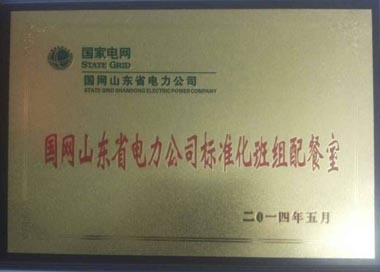 国家电网
STATE GRID
国网山东省电力公司
STATE GRID SHANDONG ELECTRIC POWER COMPANY
国网山东省电力公司标准化班组配餐室
二〇一四年五月